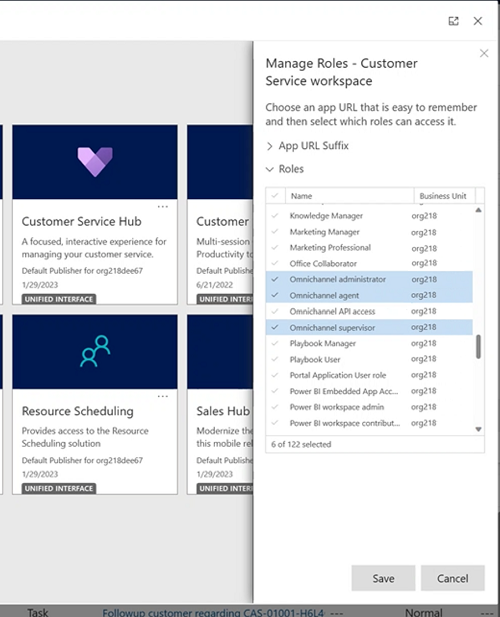 Manage Roles - Customer
Service workspace
Choose an app URL that is easy to remember
and then select which roles can access it.
App URL Suffix
Roles
Name Business Unit
Knowledge Manager org218
Marketing Manager org218
Marketing Professional org218
Office Collaborator org218
Omnichannel administrator org218
Omnichannel agent org218
Omnichannel API access org218
Omnichannel supervisor org218
Playbook Manager org218
Playbook User org218
Portal Application User role org218
Power BI Embedded App Acc... org218
Power BI workspace admin org218
Power BI workspace contribut... org218
6 of 122 selected
Save Cancel
Customer Service Hub
A focused, interactive experience for
managing your customer service.
Default Publisher for org218dee67
1/29/2023
UNIFIED INTERFACE
Customer
Multi-session
Productivity to
Default Publish
6/21/2022
UNIFIED INTER
Resource Scheduling
Provides access to the Resource
Scheduling solution
Default Publisher for org218dee67
1/29/2023
UNIFIED INTERFACE
Sales Hub
Modernize the
this mobile rel
Default Publish
1/29/2023
UNIFIED INTER
Task Followup customer regarding CAS-01001-H6L4 --- Normal ---